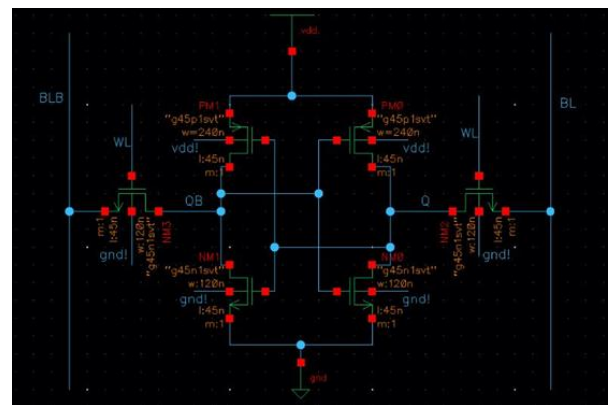 vdd!
BLB
BL
WL
WL
PM1
"g45p1svt"
w=240n
vdd!
l:45n
m:1
PM0
"g45p1svt"
w=240n
vdd!
l:45n
m:1
QB
Q
m:1
l:45n
w:120n
"g45n1svt"
NM3
gnd!
NM2
"g45n1svt"
w:120n
l:45n
m:1
gnd!
NM1
"g45n1svt"
w:120n
gnd!
l:45n
m:1
NM0
"g45n1svt"
w:120n
gnd!
l:45n
m:1
gnd